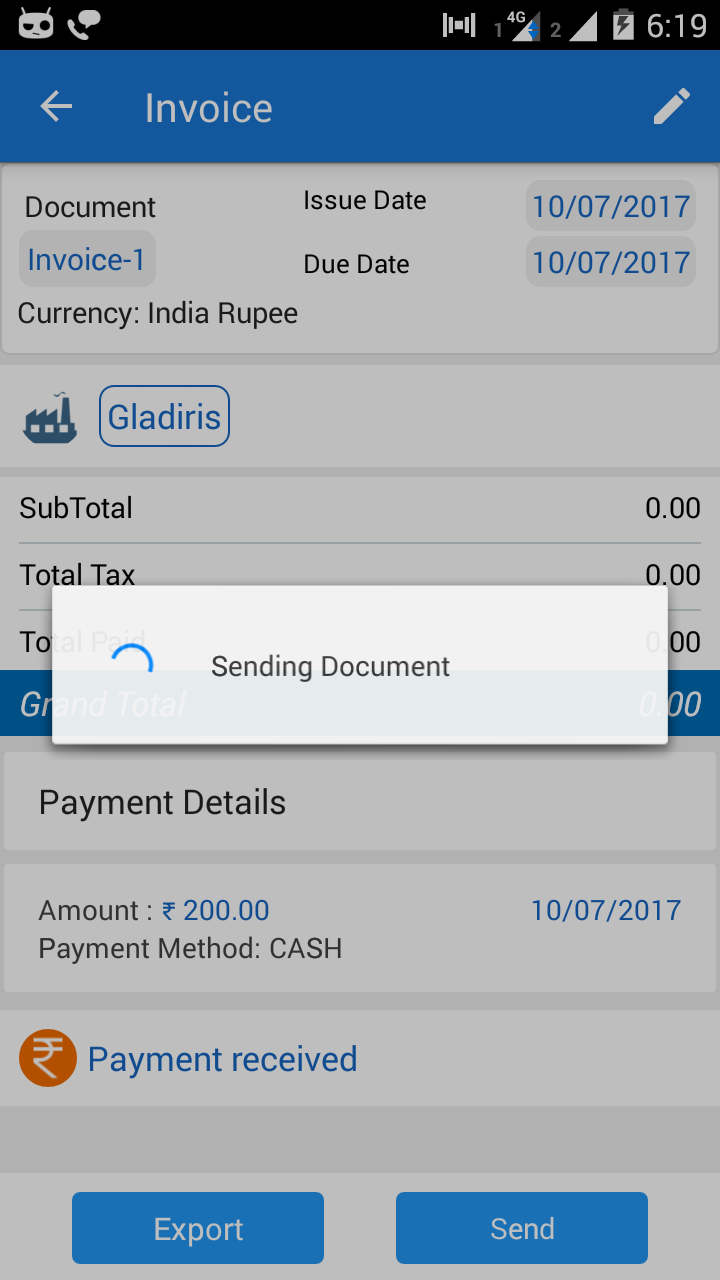 1 4G 2 6:19
Invoice
Document
Issue Date 10/07/2017
Invoice-1
Due Date 10/07/2017
Currency: India Rupee
Gladiris
SubTotal 0.00
Total Tax 0.00
Total Paid 0.00
Sending Document
Grand Total 0.00
Payment Details
Amount : ₹ 200.00 10/07/2017
Payment Method: CASH
₹ Payment received
Export Send